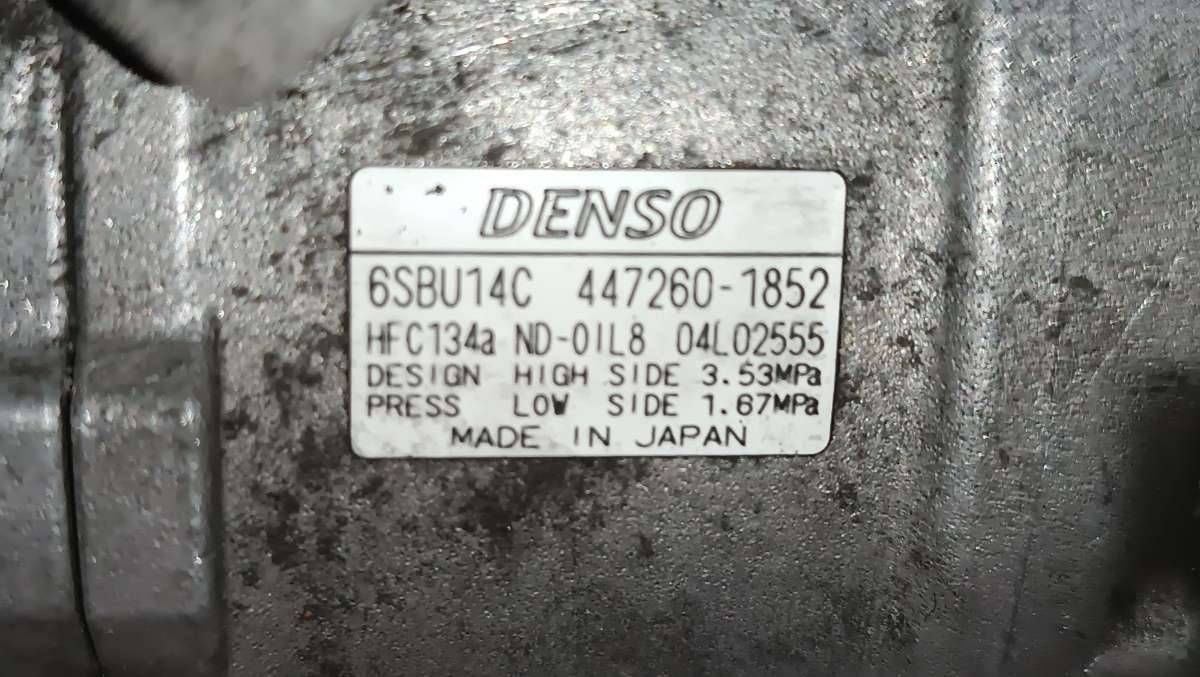 DENSO
6SBU14C 447260-1852
HFC134a ND-OIL8 04L02555
DESIGN HIGH SIDE 3.53MPa
PRESS LOW SIDE 1.67MPa
MADE IN JAPAN